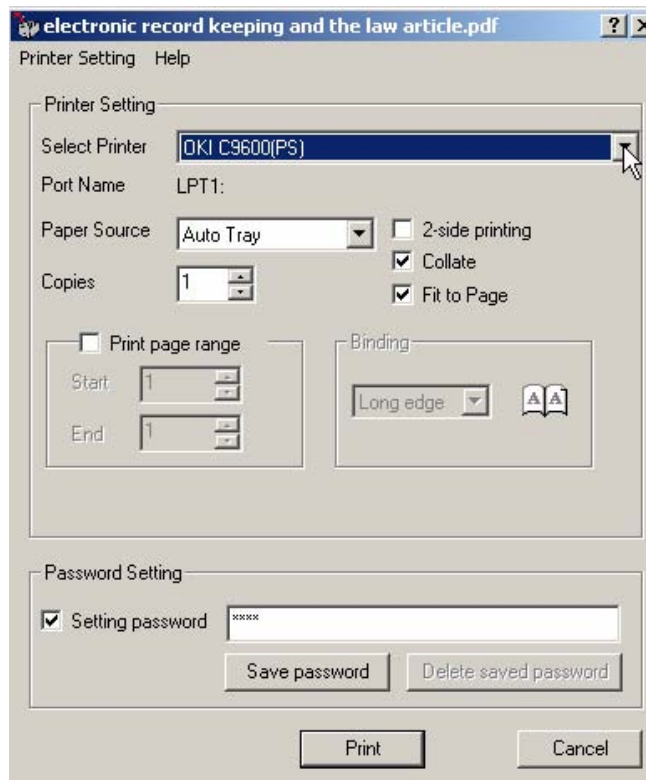 electronic record keeping and the law article.pdf
Printer Setting Help
Printer Setting
Select Printer OKI C9600(PS)
Port Name LPT1:
Paper Source Auto Tray 2-side printing
Collate
Copies 1 Fit to Page
Print page range Binding
Start 1 Long edge A A
End 1
Password Setting
Setting password ****
Save password Delete saved password
Print Cancel